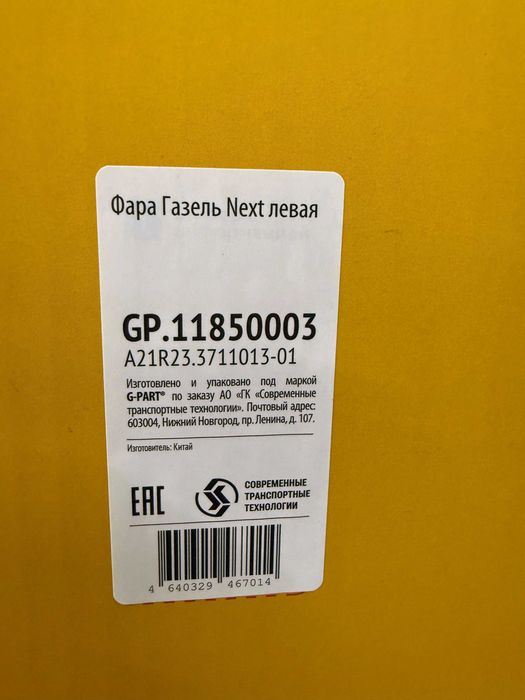 Фара Газель Next левая
GP.11850003
A21R23.3711013-01
Изготовлено и упаковано под маркой
G-PART® по заказу АО «ГК «Современные
транспортные технологии». Почтовый адрес:
603004, Нижний Новгород, пр. Ленина, д. 107.
Изготовитель: Китай
EAC
СОВРЕМЕННЫЕ
ТРАНСПОРТНЫЕ
ТЕХНОЛОГИИ
4 640329 467014